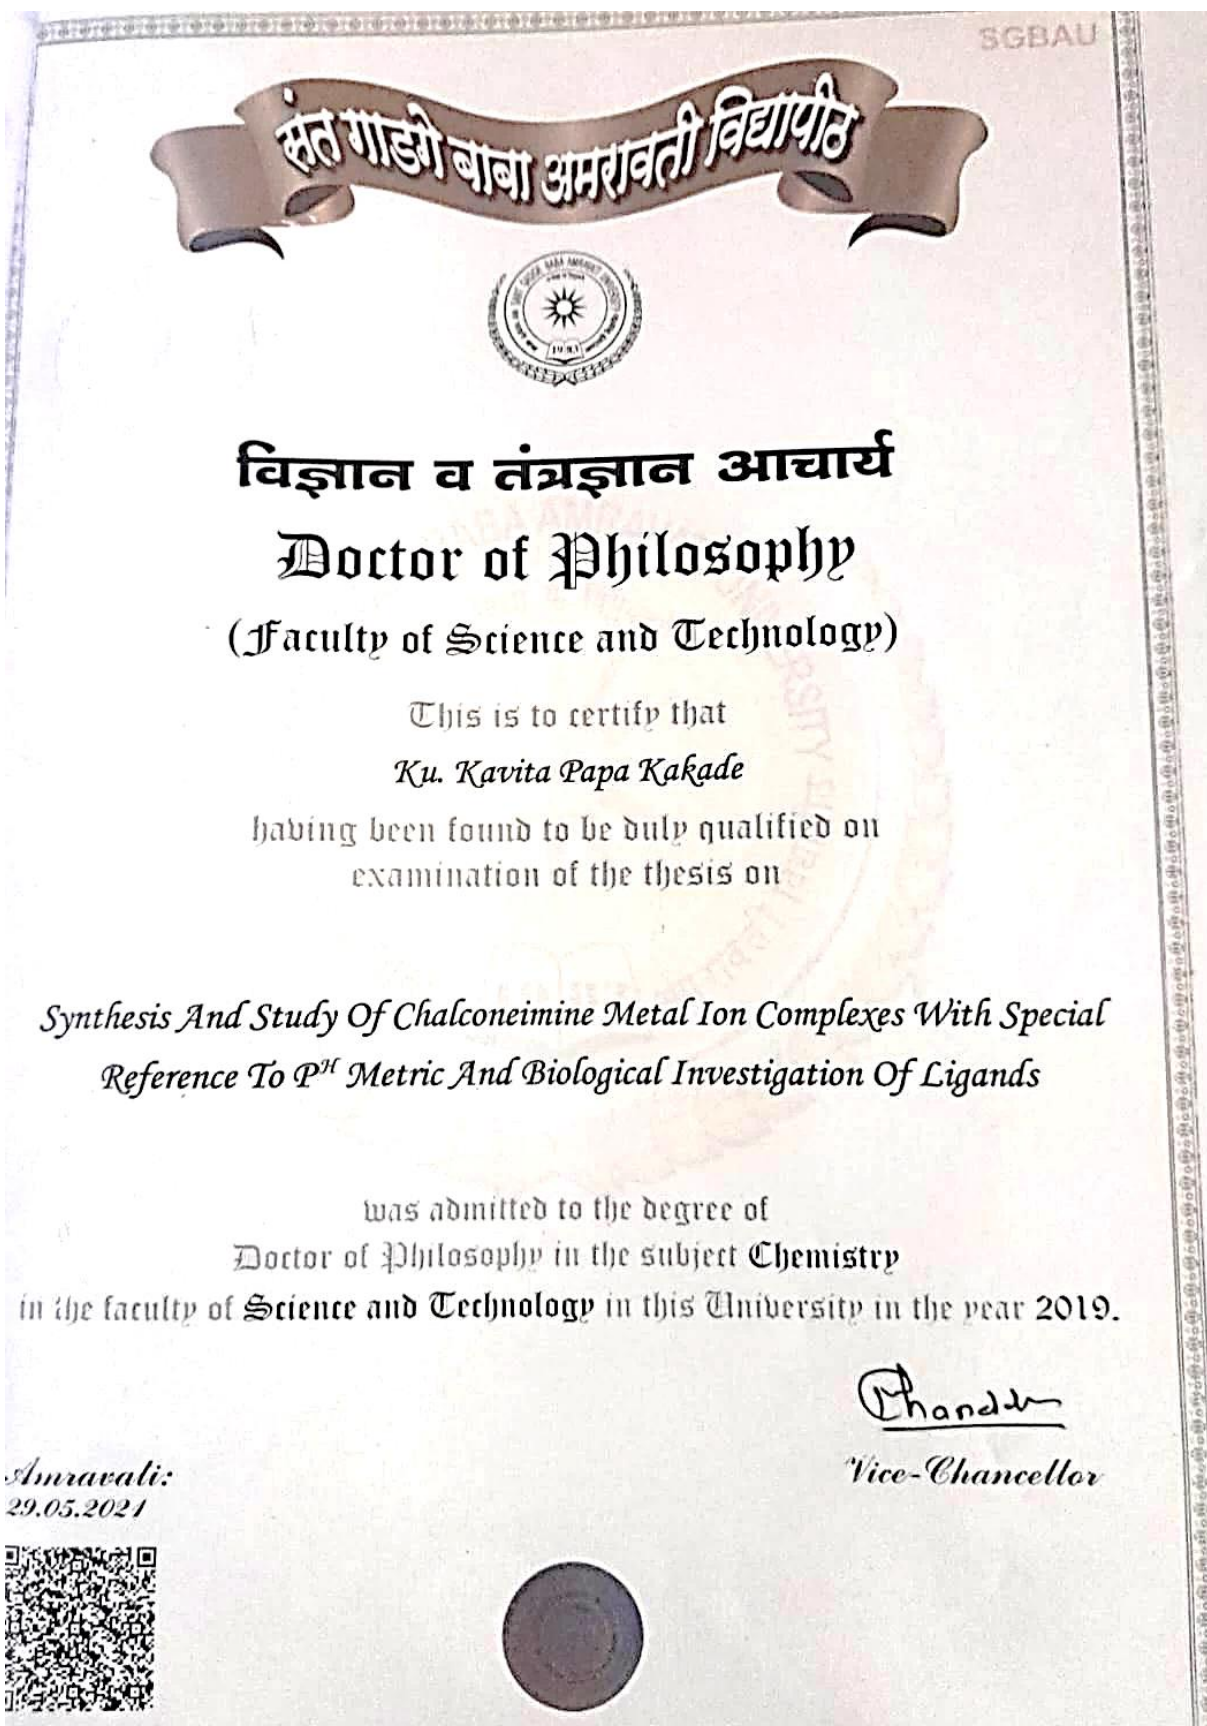 SGBAU
संत गाडगे बाबा अमरावती विद्यापीठ
विज्ञान व तंत्रज्ञान आचार्य
Doctor of Philosophy
(Faculty of Science and Technology)
This is to certify that
Ku. Kavita Papa Kakade
having been found to be duly qualified on
examination of the thesis on
Synthesis And Study Of Chalconeimine Metal Ion Complexes With Special
Reference To Pᴴ Metric And Biological Investigation Of Ligands
was admitted to the degree of
Doctor of Philosophy in the subject Chemistry
in the faculty of Science and Technology in this University in the year 2019.
Vice-Chancellor
Amravati:
29.05.2021